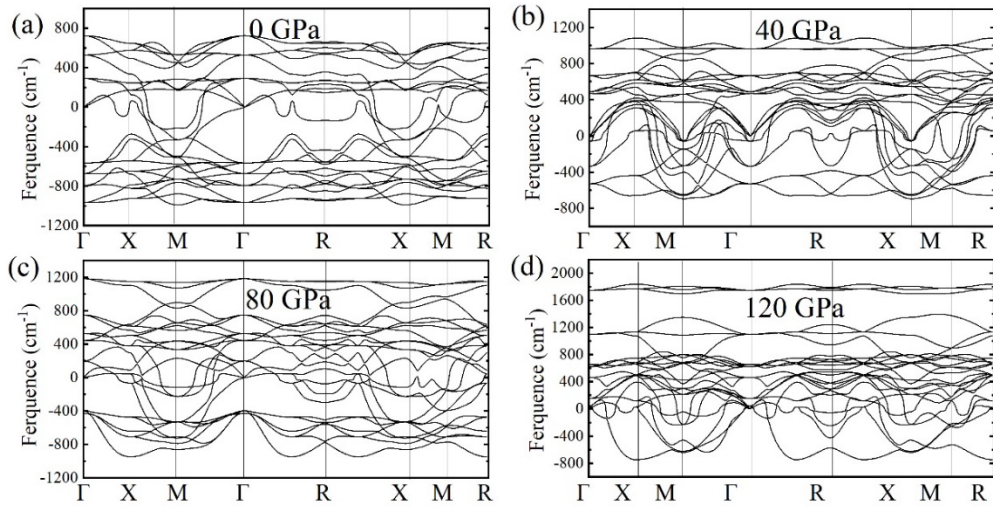 (a)
0 GPa
Ferquence (cm⁻¹)
800
400
0
-400
-800
-1200
Γ X M Γ R X M R
(b)
40 GPa
Ferquence (cm⁻¹)
1200
800
400
0
-400
-800
Γ X M Γ R X M R
(c)
80 GPa
Ferquence (cm⁻¹)
1200
800
400
0
-400
-800
-1200
Γ X M Γ R X M R
(d)
120 GPa
Ferquence (cm⁻¹)
2000
1600
1200
800
400
0
-400
-800
Γ X M Γ R X M R